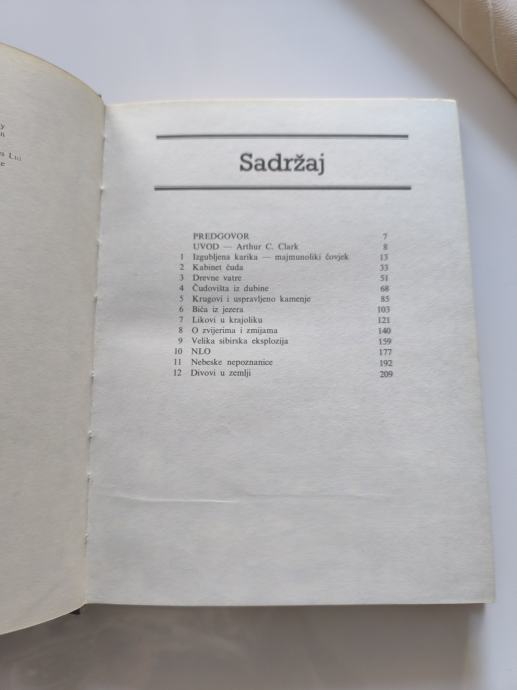 y
n
s Lui
e
Sadržaj
PREDGOVOR 7
UVOD — Arthur C. Clark 8
1 Izgubljena karika — majmunoliki čovjek 13
2 Kabinet čuda 33
3 Drevne vatre 51
4 Čudovišta iz dubine 68
5 Krugovi i uspravljeno kamenje 85
6 Bića iz jezera 103
7 Likovi u krajoliku 121
8 O zvijerima i zmijama 140
9 Velika sibirska eksplozija 159
10 NLO 177
11 Nebeske nepoznanice 192
12 Divovi u zemlji 209